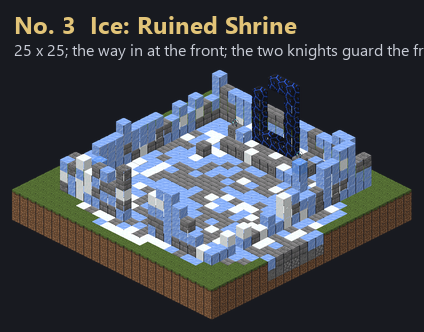 No. 3 Ice: Ruined Shrine
25 x 25; the way in at the front; the two knights guard the fr